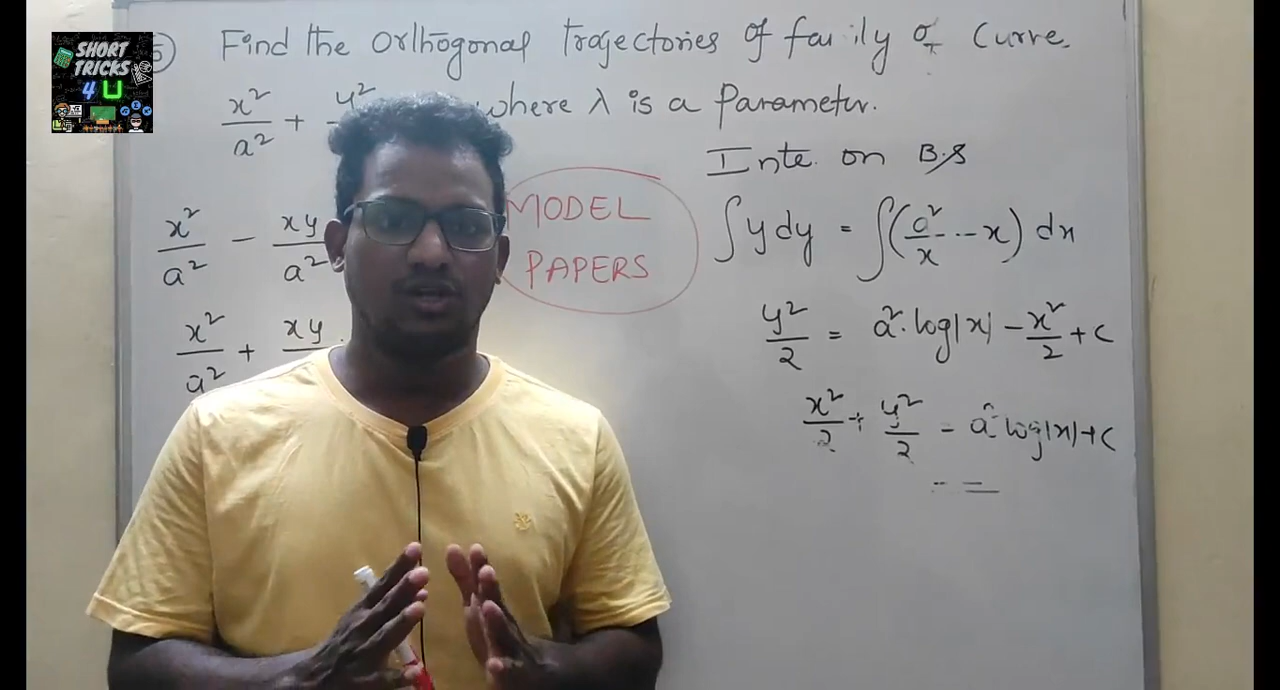 SHORT
TRICKS
4 U
5) Find the Orthogonal Trajectories of family of Curve.
x²/a² + y² where λ is a Parameter.
Inte. on B.S
x²/a² - xy/a²
MODEL
PAPERS
∫y dy = ∫(a²/x - x) dx
x²/a² + xy
y²/2 = a². log|x| - x²/2 + c
x²/2 + y²/2 = a² log|x| + c